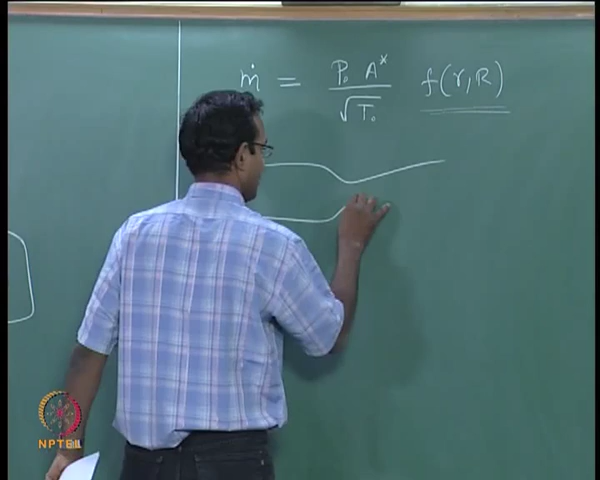 ṁ = P₀ A* / √T₀ f(γ, R)
NPTEL